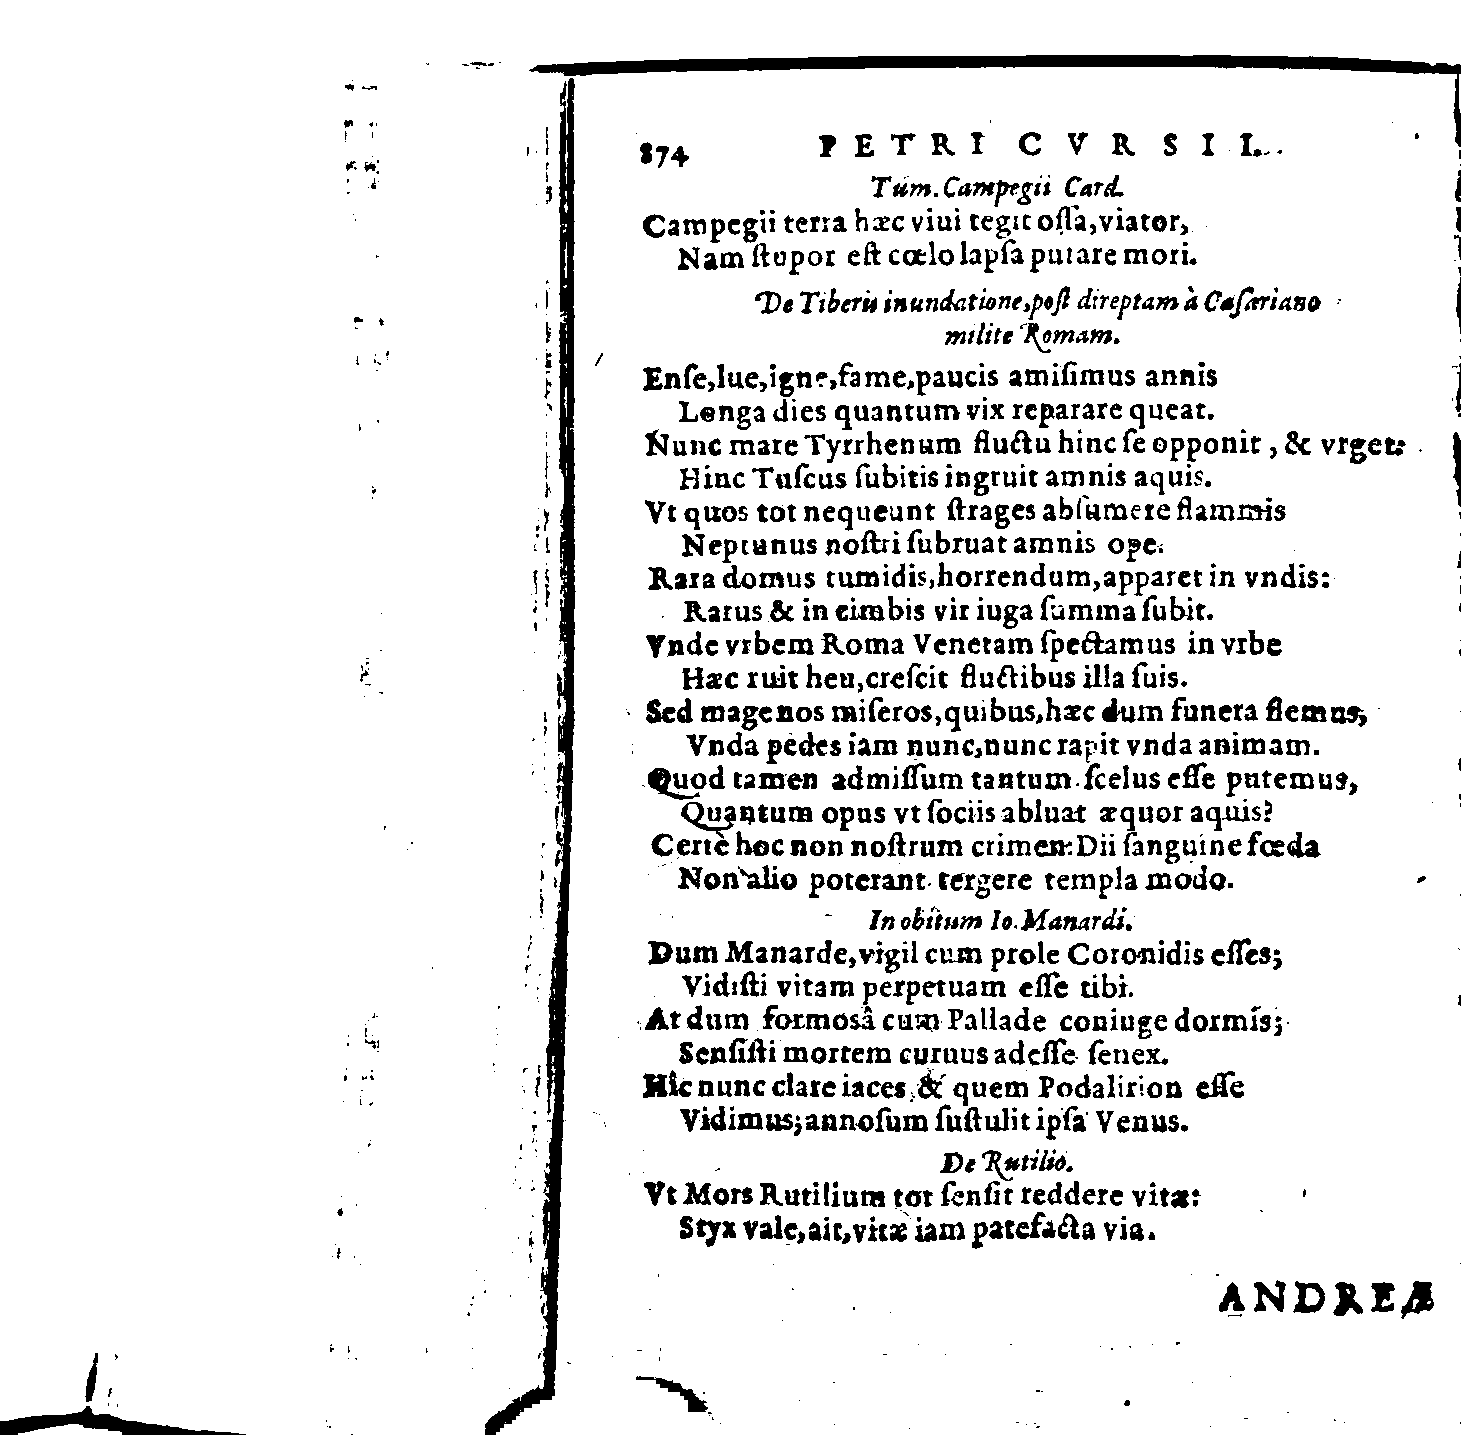 874 PETRI CVRSII.
Tum. Campegii Card.
Campegii terra hæc viui tegit oſſa, viator,
Nam ſtupor eſt cœlo lapſa putare mori.
De Tiberis inundatione, poſt direptam à Cæſariano
milite Romam.
Enſe, lue, igne, fame, paucis amiſimus annis
Longa dies quantum vix reparare queat.
Nunc mare Tyrrhenum fluctu hinc ſe opponit, & vrget:
Hinc Tuſcus ſubitis ingruit amnis aquis.
Vt quos tot nequeunt ſtrages abſumere flammis
Neptunus noſtri ſubruat amnis ope.
Rara domus tumidis, horrendum, apparet in vndis:
Rarus & in cimbis vir iuga ſumma ſubit.
Vnde vrbem Roma Venetam ſpectamus in vrbe
Hæc ruit heu, creſcit fluctibus illa ſuis.
Sed mage nos miſeros, quibus, hæc dum funera flemus,
Vnda pedes iam nunc, nunc rapit vnda animam.
Quod tamen admiſſum tantum ſcelus eſſe putemus,
Quantum opus vt ſociis abluat æquor aquis?
Certè hoc non noſtrum crimen: Dii ſanguine fœda
Non alio poterant tergere templa modo.
In obitum Io. Manardi.
Dum Manarde, vigil cum prole Coronidis eſſes;
Vidiſti vitam perpetuam eſſe tibi.
At dum formosâ cum Pallade coniuge dormis;
Senſiſti mortem curuus adeſſe ſenex.
Hîc nunc clare iaces, & quem Podalirion eſſe
Vidimus; annoſum ſuſtulit ipſa Venus.
De Rutilio.
Vt Mors Rutilium tot ſenſit reddere vitæ:
Styx vale, ait, vitæ iam patefacta via.
ANDREÆ